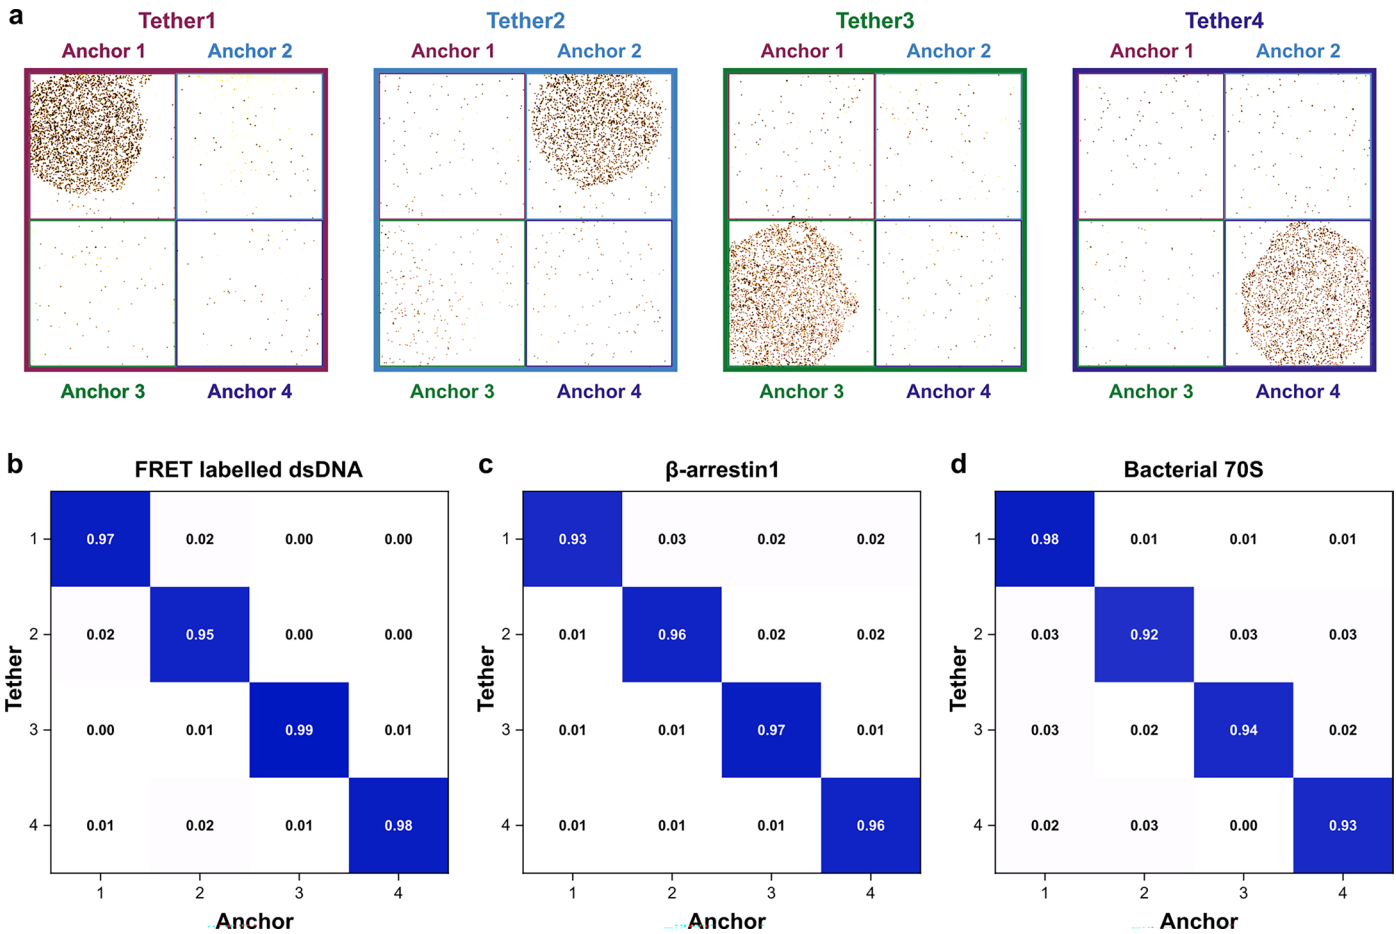 a
Tether1 Tether2 Tether3 Tether4
Anchor 1 Anchor 2 Anchor 1 Anchor 2 Anchor 1 Anchor 2 Anchor 1 Anchor 2
Anchor 3 Anchor 4 Anchor 3 Anchor 4 Anchor 3 Anchor 4 Anchor 3 Anchor 4
b FRET labelled dsDNA
1 0.97 0.02 0.00 0.00
2 0.02 0.95 0.00 0.00
3 0.00 0.01 0.99 0.01
4 0.01 0.02 0.01 0.98
1 2 3 4
Tether
Anchor
c β-arrestin1
1 0.93 0.03 0.02 0.02
2 0.01 0.96 0.02 0.02
3 0.01 0.01 0.97 0.01
4 0.01 0.01 0.01 0.96
1 2 3 4
Tether
Anchor
d Bacterial 70S
1 0.98 0.01 0.01 0.01
2 0.03 0.92 0.03 0.03
3 0.03 0.02 0.94 0.02
4 0.02 0.03 0.00 0.93
1 2 3 4
Tether
Anchor